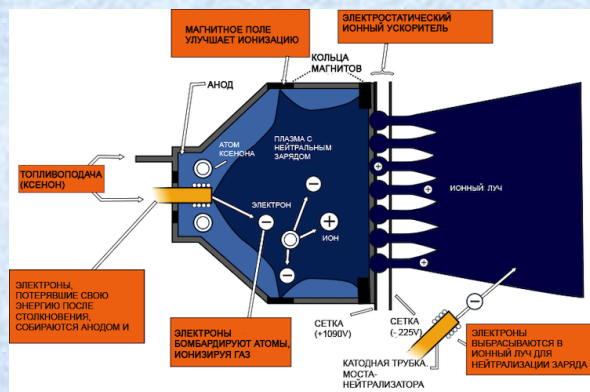 МАГНИТНОЕ ПОЛЕ
УЛУЧШАЕТ ИОНИЗАЦИЮ
ЭЛЕКТРОСТАТИЧЕСКИЙ
ИОННЫЙ УСКОРИТЕЛЬ
КОЛЬЦА
МАГНИТОВ
АНОД
АТОМ
КСЕНОНА
ПЛАЗМА С
НЕЙТРАЛЬНЫМ
ЗАРЯДОМ
ТОПЛИВОПОДАЧА
(КСЕНОН)
ЭЛЕКТРОН
ИОН
ИОННЫЙ ЛУЧ
ЭЛЕКТРОНЫ,
ПОТЕРЯВШИЕ СВОЮ
ЭНЕРГИЮ ПОСЛЕ
СТОЛКНОВЕНИЯ,
СОБИРАЮТСЯ АНОДОМ И
ЭЛЕКТРОНЫ
БОМБАРДИРУЮТ АТОМЫ,
ИОНИЗИРУЯ ГАЗ
СЕТКА
(+1090V)
СЕТКА
(- 225V)
КАТОДНАЯ ТРУБКА,
МОСТА-
НЕЙТРАЛИЗАТОРА
ЭЛЕКТРОНЫ
ВЫБРАСЫВАЮТСЯ В
ИОННЫЙ ЛУЧ ДЛЯ
НЕЙТРАЛИЗАЦИИ ЗАРЯДА